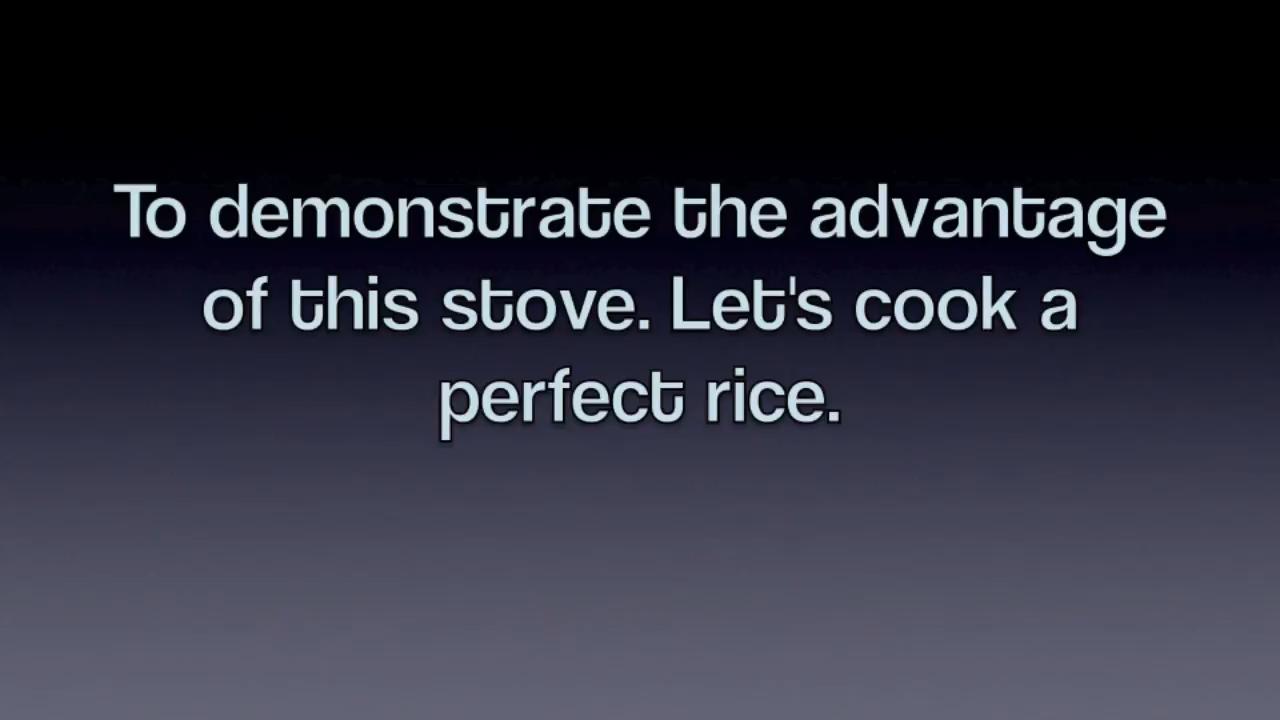 To demonstrate the advantage
of this stove. Let's cook a
perfect rice.